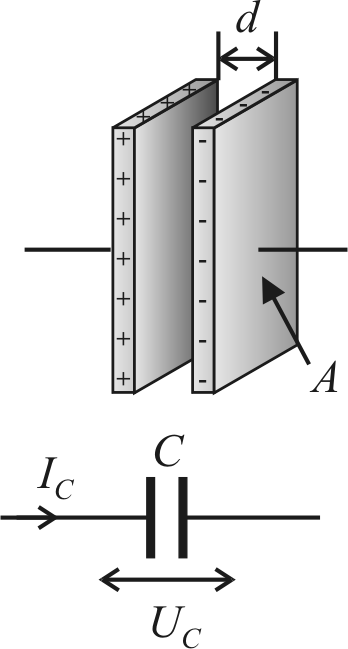 d
+ + +
- - -
+ -
+ -
+ -
+ -
+ -
+ -
+ -
A
C
I_C
U_C